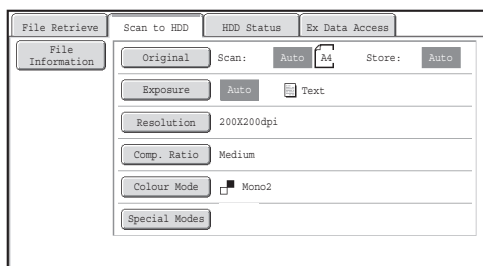 File Retrieve Scan to HDD HDD Status Ex Data Access
File
Information
Original Scan: Auto A4 Store: Auto
Exposure Auto Text
Resolution 200X200dpi
Comp. Ratio Medium
Colour Mode Mono2
Special Modes